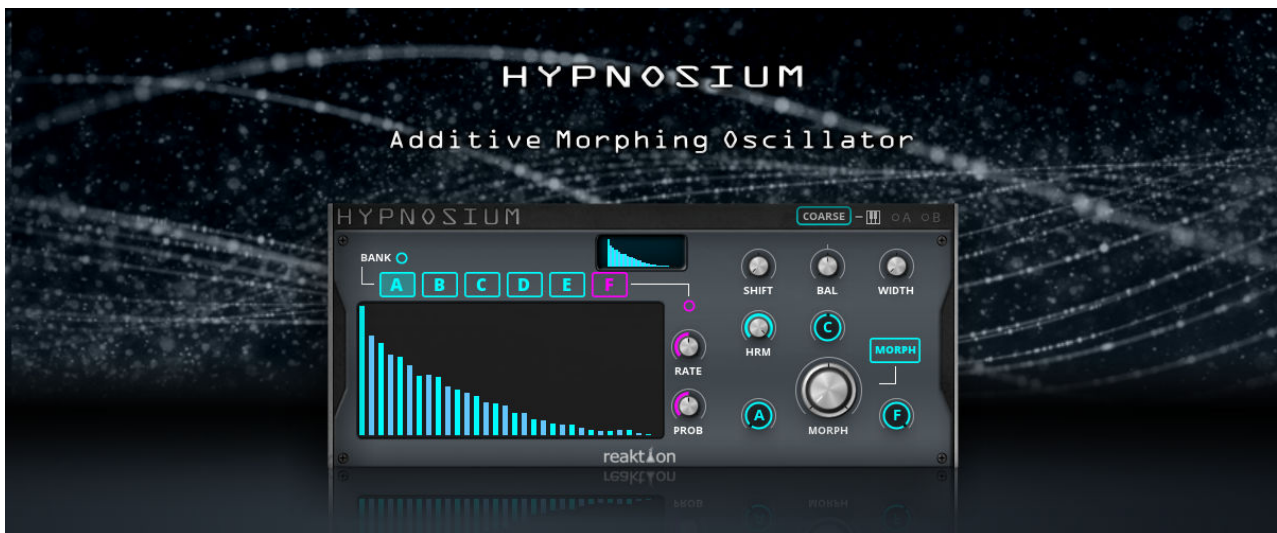 HYPNOSIUM
Additive Morphing Oscillator
HYPNOSIUM
COARSE
A B
BANK
A B C D E F
SHIFT BAL WIDTH
C
HRM
MORPH
RATE
A
F
PROB
MORPH
reaktion